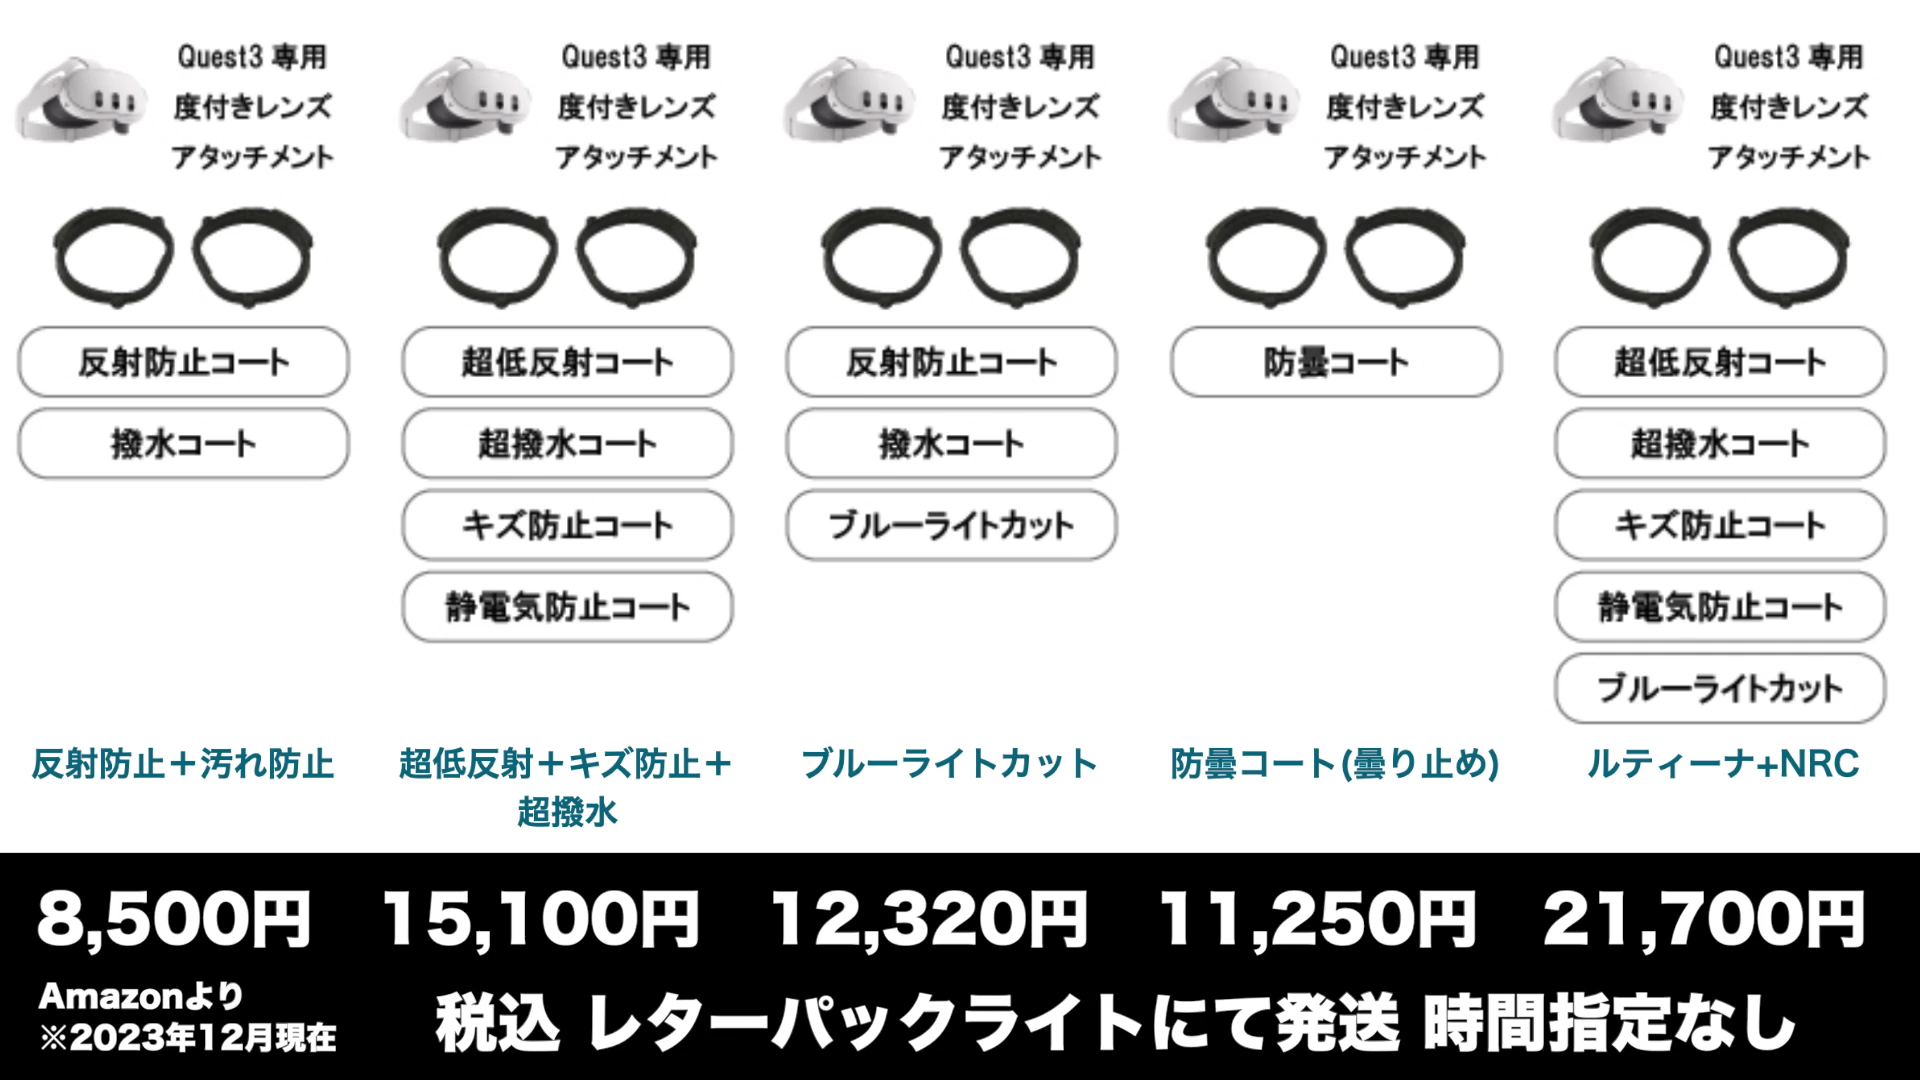 Quest3 専用
度付きレンズ
アタッチメント
反射防止コート
撥水コート
反射防止＋汚れ防止
8,500円
Quest3 専用
度付きレンズ
アタッチメント
超低反射コート
超撥水コート
キズ防止コート
静電気防止コート
超低反射＋キズ防止＋
超撥水
15,100円
Quest3 専用
度付きレンズ
アタッチメント
反射防止コート
撥水コート
ブルーライトカット
ブルーライトカット
12,320円
Quest3 専用
度付きレンズ
アタッチメント
防曇コート
防曇コート(曇り止め)
11,250円
Quest3 専用
度付きレンズ
アタッチメント
超低反射コート
超撥水コート
キズ防止コート
静電気防止コート
ブルーライトカット
ルティーナ+NRC
21,700円
Amazonより
※2023年12月現在
税込 レターパックライトにて発送 時間指定なし